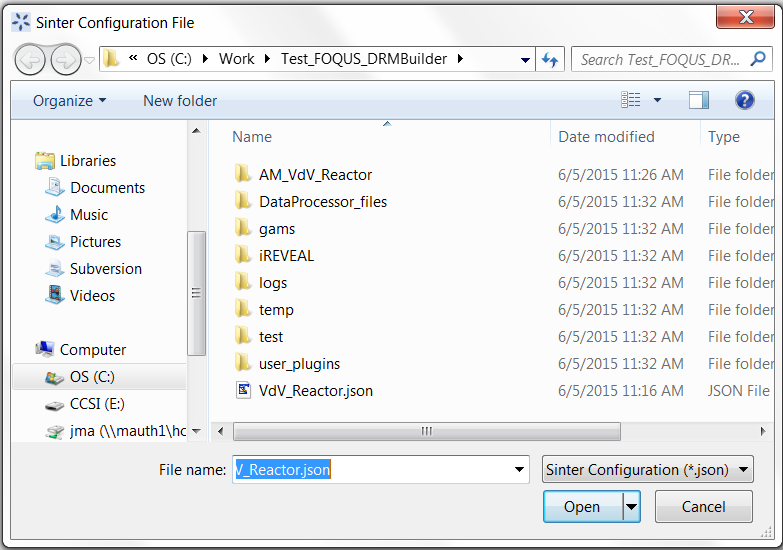 Sinter Configuration File
« OS (C:) Work Test_FOQUS_DRMBuilder
Search Test_FOQUS_DR...
Organize New folder
Name Date modified Type
Libraries
Documents
Music
Pictures
Subversion
Videos
Computer
OS (C:)
CCSI (E:)
jma (\\mauth1\hc
AM_VdV_Reactor 6/5/2015 11:26 AM File folder
DataProcessor_files 6/5/2015 11:32 AM File folder
gams 6/5/2015 11:32 AM File folder
iREVEAL 6/5/2015 11:32 AM File folder
logs 6/5/2015 11:32 AM File folder
temp 6/5/2015 11:32 AM File folder
test 6/5/2015 11:32 AM File folder
user_plugins 6/5/2015 11:32 AM File folder
VdV_Reactor.json 6/5/2015 11:16 AM JSON File
File name: V_Reactor.json Sinter Configuration (*.json)
Open Cancel